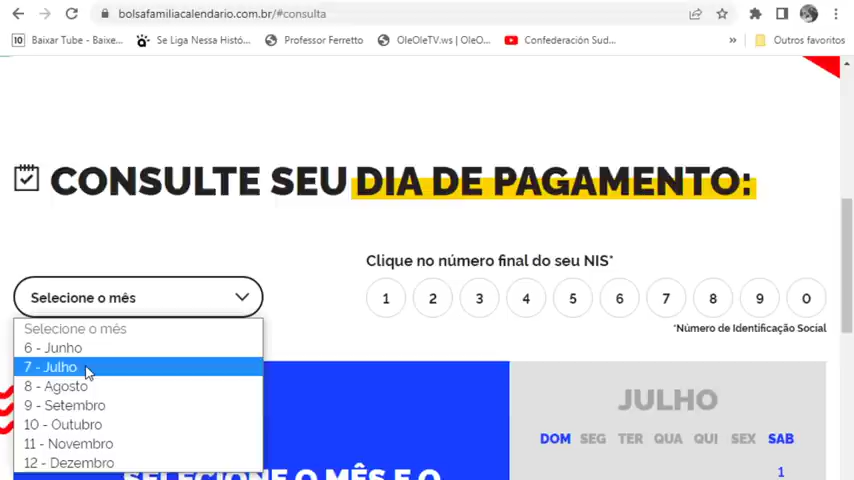 bolsafamiliacalendario.com.br/#consulta
10 Baixar Tube - Baixe... Se Liga Nessa Histó... Professor Ferretto OleOleTV.ws | OleO... Confederación Sud... » Outros favoritos
CONSULTE SEU DIA DE PAGAMENTO:
Clique no número final do seu NIS*
Selecione o mês
1 2 3 4 5 6 7 8 9 0
*Número de Identificação Social
Selecione o mês
6 - Junho
7 - Julho
8 - Agosto
9 - Setembro
10 - Outubro
11 - Novembro
12 - Dezembro
JULHO
DOM SEG TER QUA QUI SEX SAB
1
SELECIONE O MÊS E O